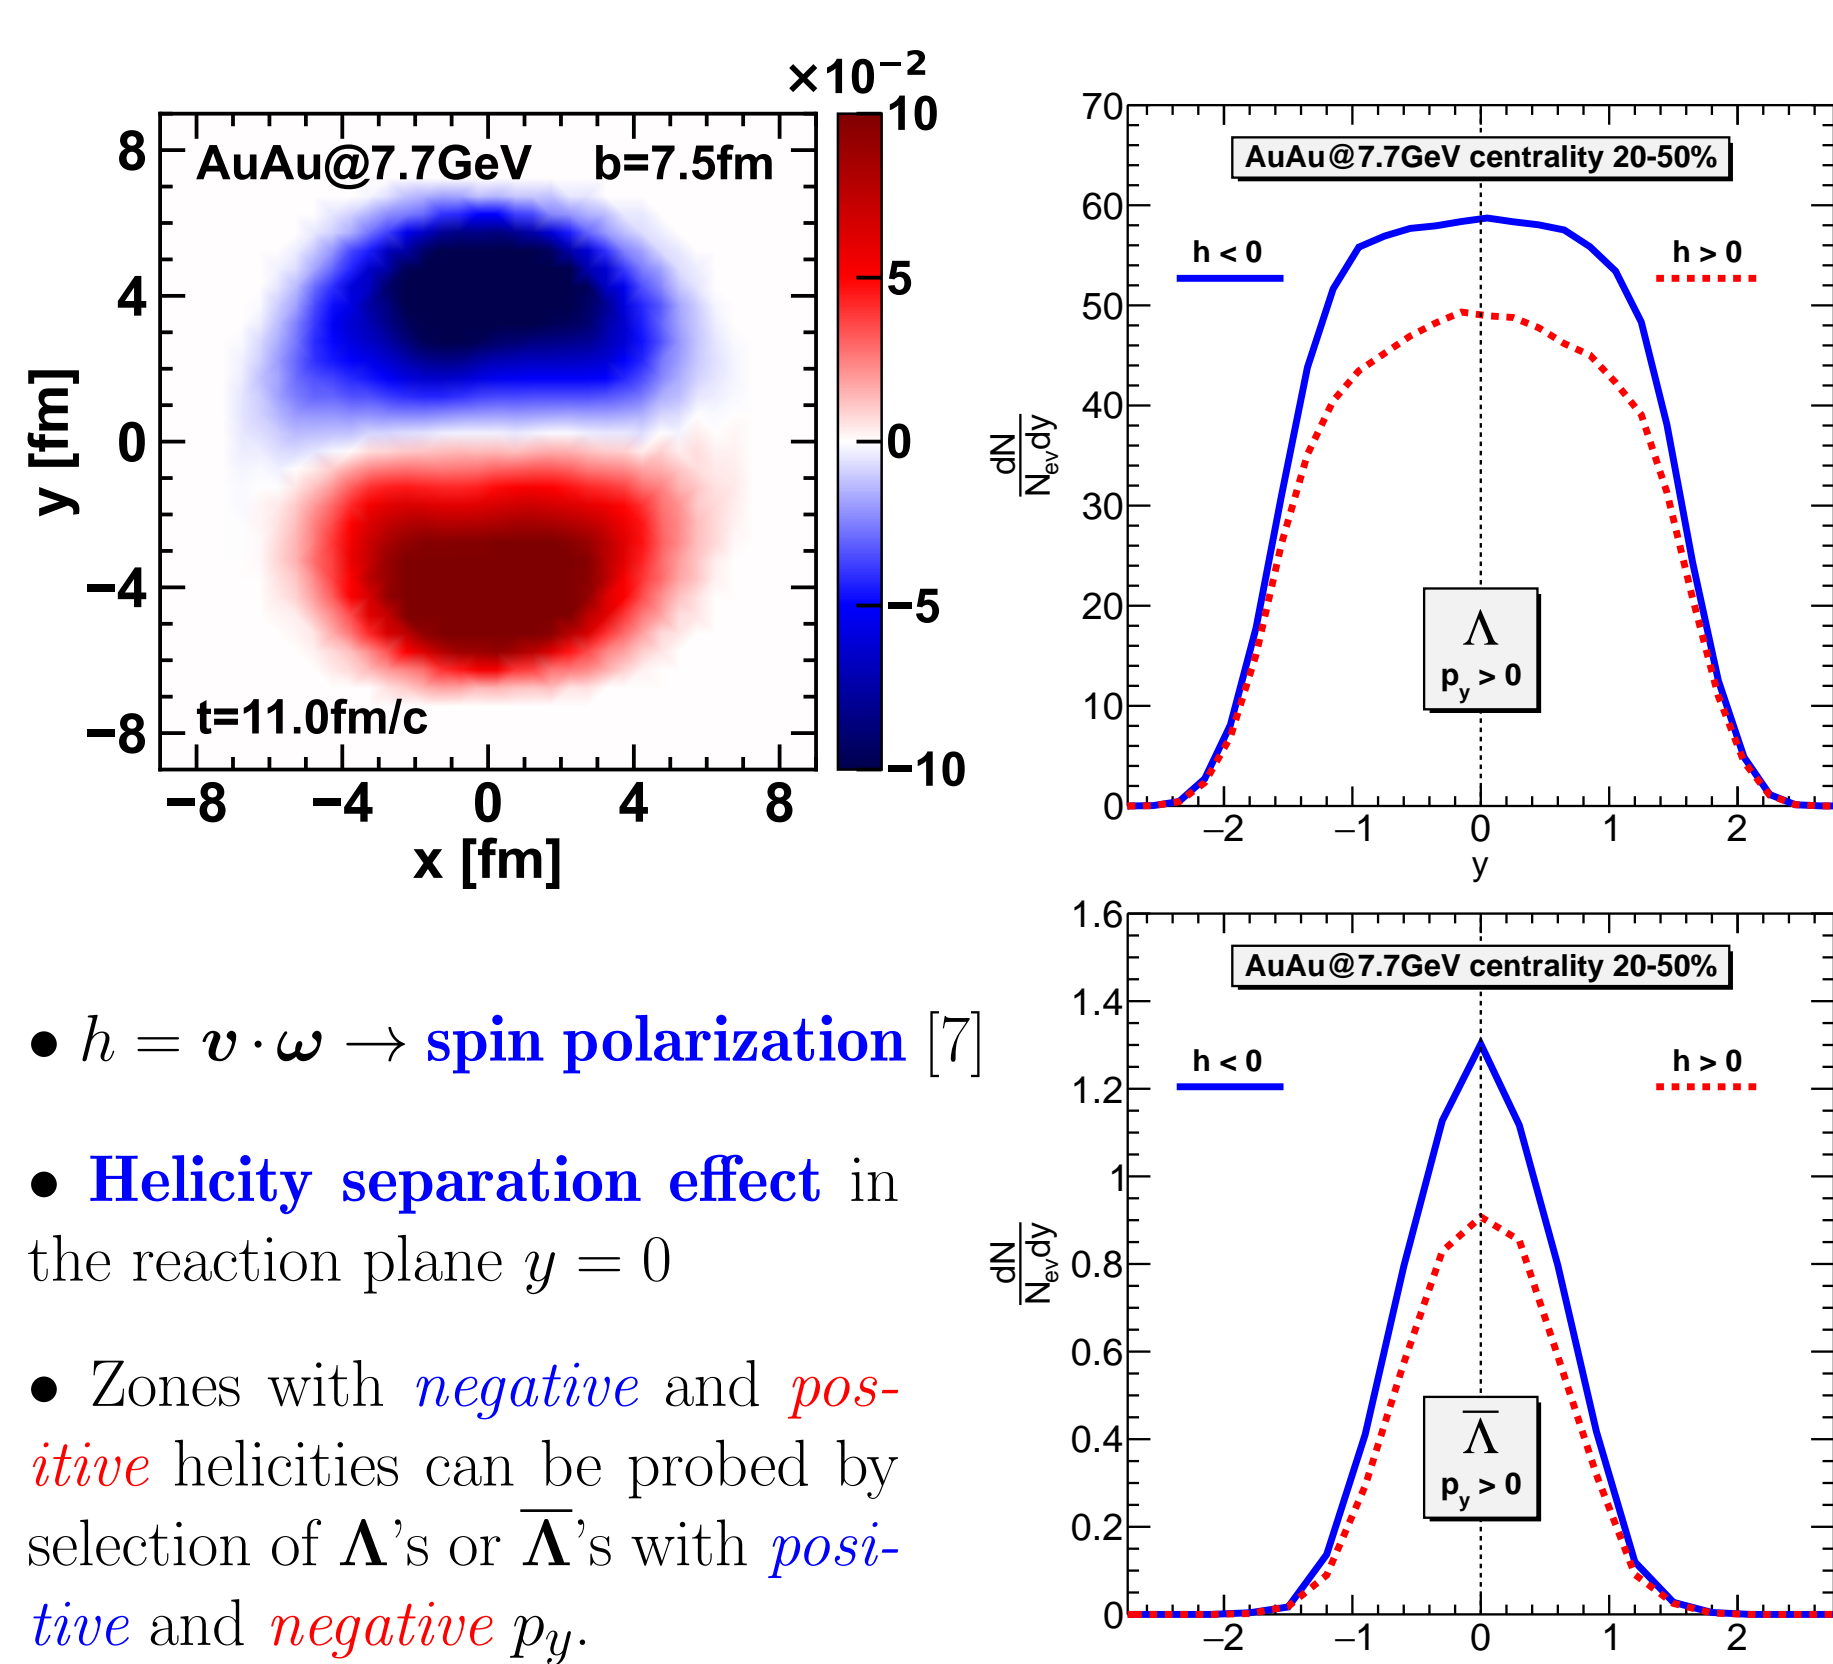 ×10⁻²
AuAu@7.7GeV b=7.5fm
t=11.0fm/c
8
4
0
−4
−8
y [fm]
−8 −4 0 4 8
x [fm]
10
5
0
−5
−10
• h = v · ω → spin polarization [7]
• Helicity separation effect in
the reaction plane y = 0
• Zones with negative and pos-
itive helicities can be probed by
selection of Λ's or Λ̅'s with posi-
tive and negative p_y.
AuAu@7.7GeV centrality 20-50%
h < 0 h > 0
Λ
p_y > 0
70
60
50
40
30
20
10
0
dN
N_ev dy
−2 −1 0 1 2
y
AuAu@7.7GeV centrality 20-50%
h < 0 h > 0
Λ̅
p_y > 0
1.6
1.4
1.2
1
0.8
0.6
0.4
0.2
0
dN
N_ev dy
−2 −1 0 1 2